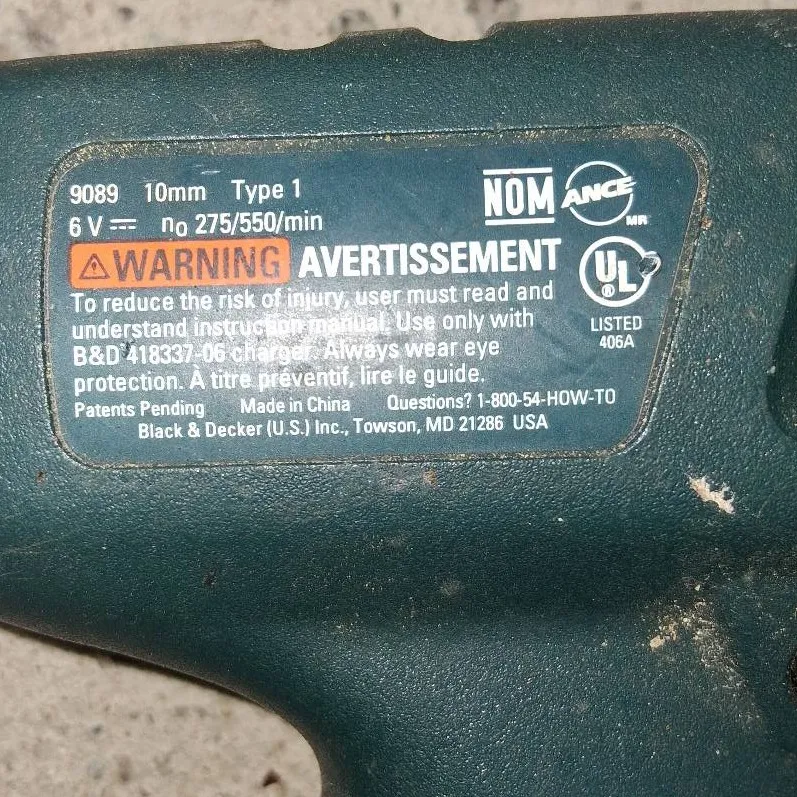 9089 10mm Type 1
6 V ⎓ n₀ 275/550/min
NOM ANCE MR
⚠WARNING AVERTISSEMENT
To reduce the risk of injury, user must read and
understand instruction manual. Use only with
B&D 418337-06 charger. Always wear eye
protection. À titre préventif, lire le guide.
UL ®
LISTED
406A
Patents Pending Made in China Questions? 1-800-54-HOW-TO
Black & Decker (U.S.) Inc., Towson, MD 21286 USA